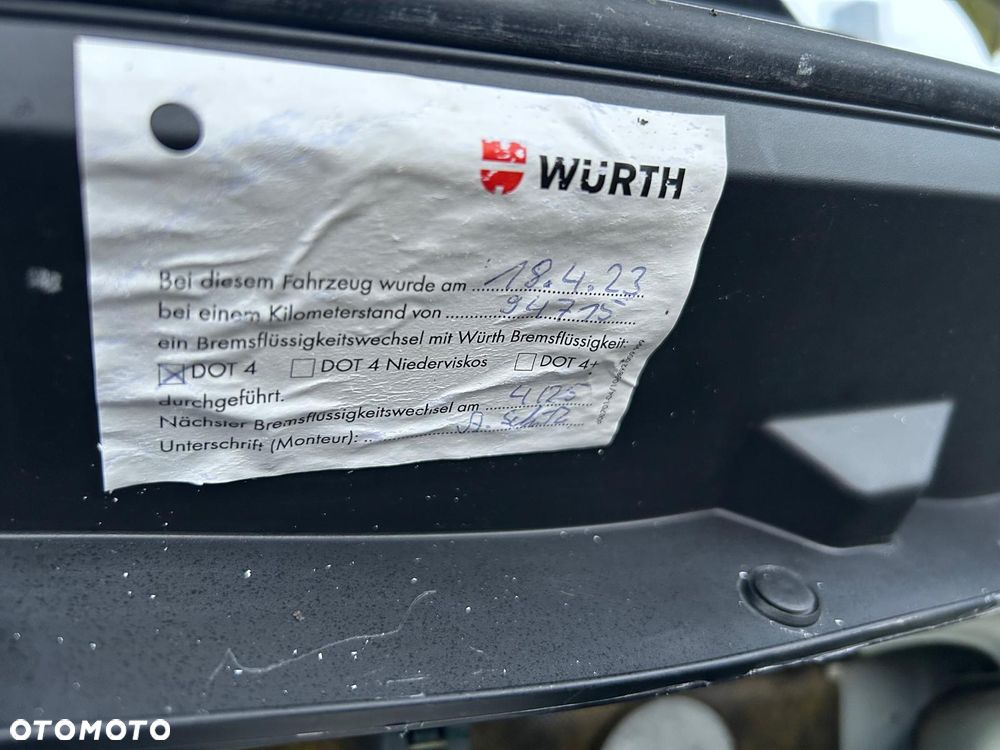 WÜRTH
Bei diesem Fahrzeug wurde am 18.4.23
bei einem Kilometerstand von 94715
ein Bremsflüssigkeitswechsel mit Würth Bremsflüssigkeit:
DOT 4 DOT 4 Niederviskos DOT 4+
durchgeführt.
Nächster Bremsflüssigkeitswechsel am 4/25
Unterschrift (Monteur):
OTOMOTO